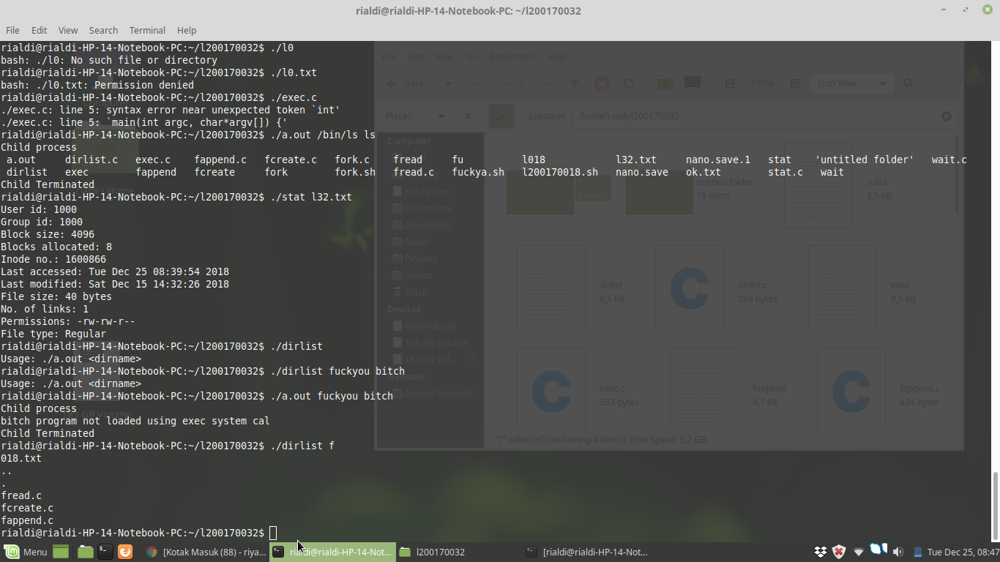 rialdi@rialdi-HP-14-Notebook-PC: ~/l200170032
File Edit View Search Terminal Help
rialdi@rialdi-HP-14-Notebook-PC:~/l200170032$ ./l0
bash: ./l0: No such file or directory
rialdi@rialdi-HP-14-Notebook-PC:~/l200170032$ ./l0.txt
bash: ./l0.txt: Permission denied
rialdi@rialdi-HP-14-Notebook-PC:~/l200170032$ ./exec.c
./exec.c: line 5: syntax error near unexpected token `int'
./exec.c: line 5: `main(int argc, char*argv[]) {'
rialdi@rialdi-HP-14-Notebook-PC:~/l200170032$ ./a.out /bin/ls ls
Child process
a.out dirlist.c exec.c fappend.c fcreate.c fork.c fread fu l018 l32.txt nano.save.1 stat 'untitled folder' wait.c
dirlist exec fappend fcreate fork fork.sh fread.c fuckya.sh l200170018.sh nano.save ok.txt stat.c wait
Child Terminated
rialdi@rialdi-HP-14-Notebook-PC:~/l200170032$ ./stat l32.txt
User id: 1000
Group id: 1000
Block size: 4096
Blocks allocated: 8
Inode no.: 1600866
Last accessed: Tue Dec 25 08:39:54 2018
Last modified: Sat Dec 15 14:32:26 2018
File size: 40 bytes
No. of links: 1
Permissions: -rw-rw-r--
File type: Regular
rialdi@rialdi-HP-14-Notebook-PC:~/l200170032$ ./dirlist
Usage: ./a.out <dirname>
rialdi@rialdi-HP-14-Notebook-PC:~/l200170032$ ./dirlist fuckyou bitch
Usage: ./a.out <dirname>
rialdi@rialdi-HP-14-Notebook-PC:~/l200170032$ ./a.out fuckyou bitch
Child process
bitch program not loaded using exec system cal
Child Terminated
rialdi@rialdi-HP-14-Notebook-PC:~/l200170032$ ./dirlist f
018.txt
..
.
fread.c
fcreate.c
fappend.c
rialdi@rialdi-HP-14-Notebook-PC:~/l200170032$
File Edit View Go Bookmarks Help
Back Forward 150% Icon View
Places Location: /home/rialdi/l200170032
Computer
Home
File System
Documents
Downloads
Music
Pictures
Videos
Trash
Devices
New Volume
108 GB Volume
183 GB Vol...
Network
Browse Network
4 items
untitled folder
18 items
a.out
8,5 kB
dirlist
8,5 kB
dirlist.c
389 bytes
exec
8,5 kB
exec.c
583 bytes
fappend
8,7 kB
fappend.c
434 bytes
"f" selected (containing 4 items), Free space: 5,7 GB
183 GB Volume
Menu [Kotak Masuk (88) - riya... rialdi@rialdi-HP-14-Not... l200170032 [rialdi@rialdi-HP-14-Not... Tue Dec 25, 08:47